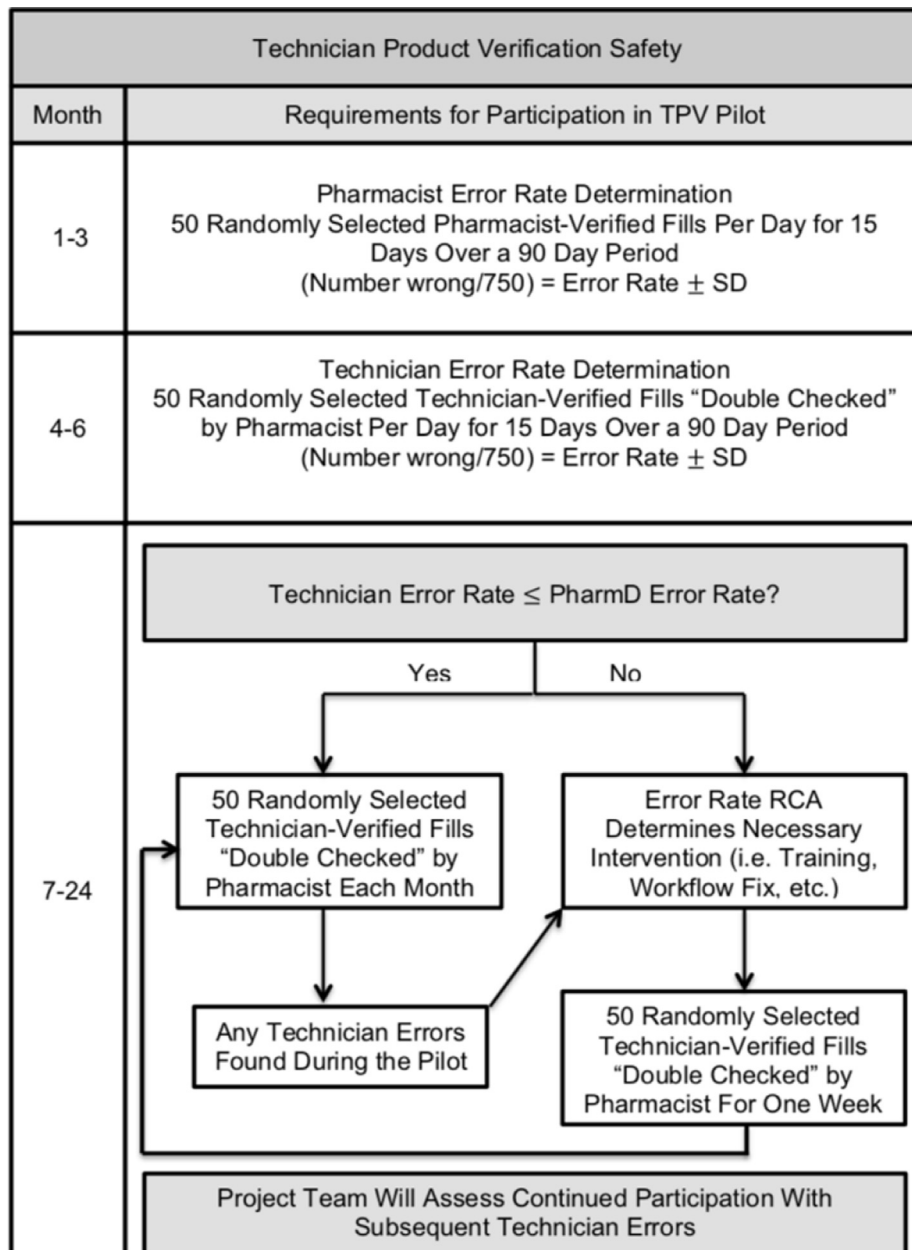 Technician Product Verification Safety
Month
Requirements for Participation in TPV Pilot
1-3
Pharmacist Error Rate Determination
50 Randomly Selected Pharmacist-Verified Fills Per Day for 15
Days Over a 90 Day Period
(Number wrong/750) = Error Rate ± SD
4-6
Technician Error Rate Determination
50 Randomly Selected Technician-Verified Fills “Double Checked”
by Pharmacist Per Day for 15 Days Over a 90 Day Period
(Number wrong/750) = Error Rate ± SD
7-24
Technician Error Rate ≤ PharmD Error Rate?
Yes
No
50 Randomly Selected
Technician-Verified Fills
“Double Checked” by
Pharmacist Each Month
Error Rate RCA
Determines Necessary
Intervention (i.e. Training,
Workflow Fix, etc.)
Any Technician Errors
Found During the Pilot
50 Randomly Selected
Technician-Verified Fills
“Double Checked” by
Pharmacist For One Week
Project Team Will Assess Continued Participation With
Subsequent Technician Errors